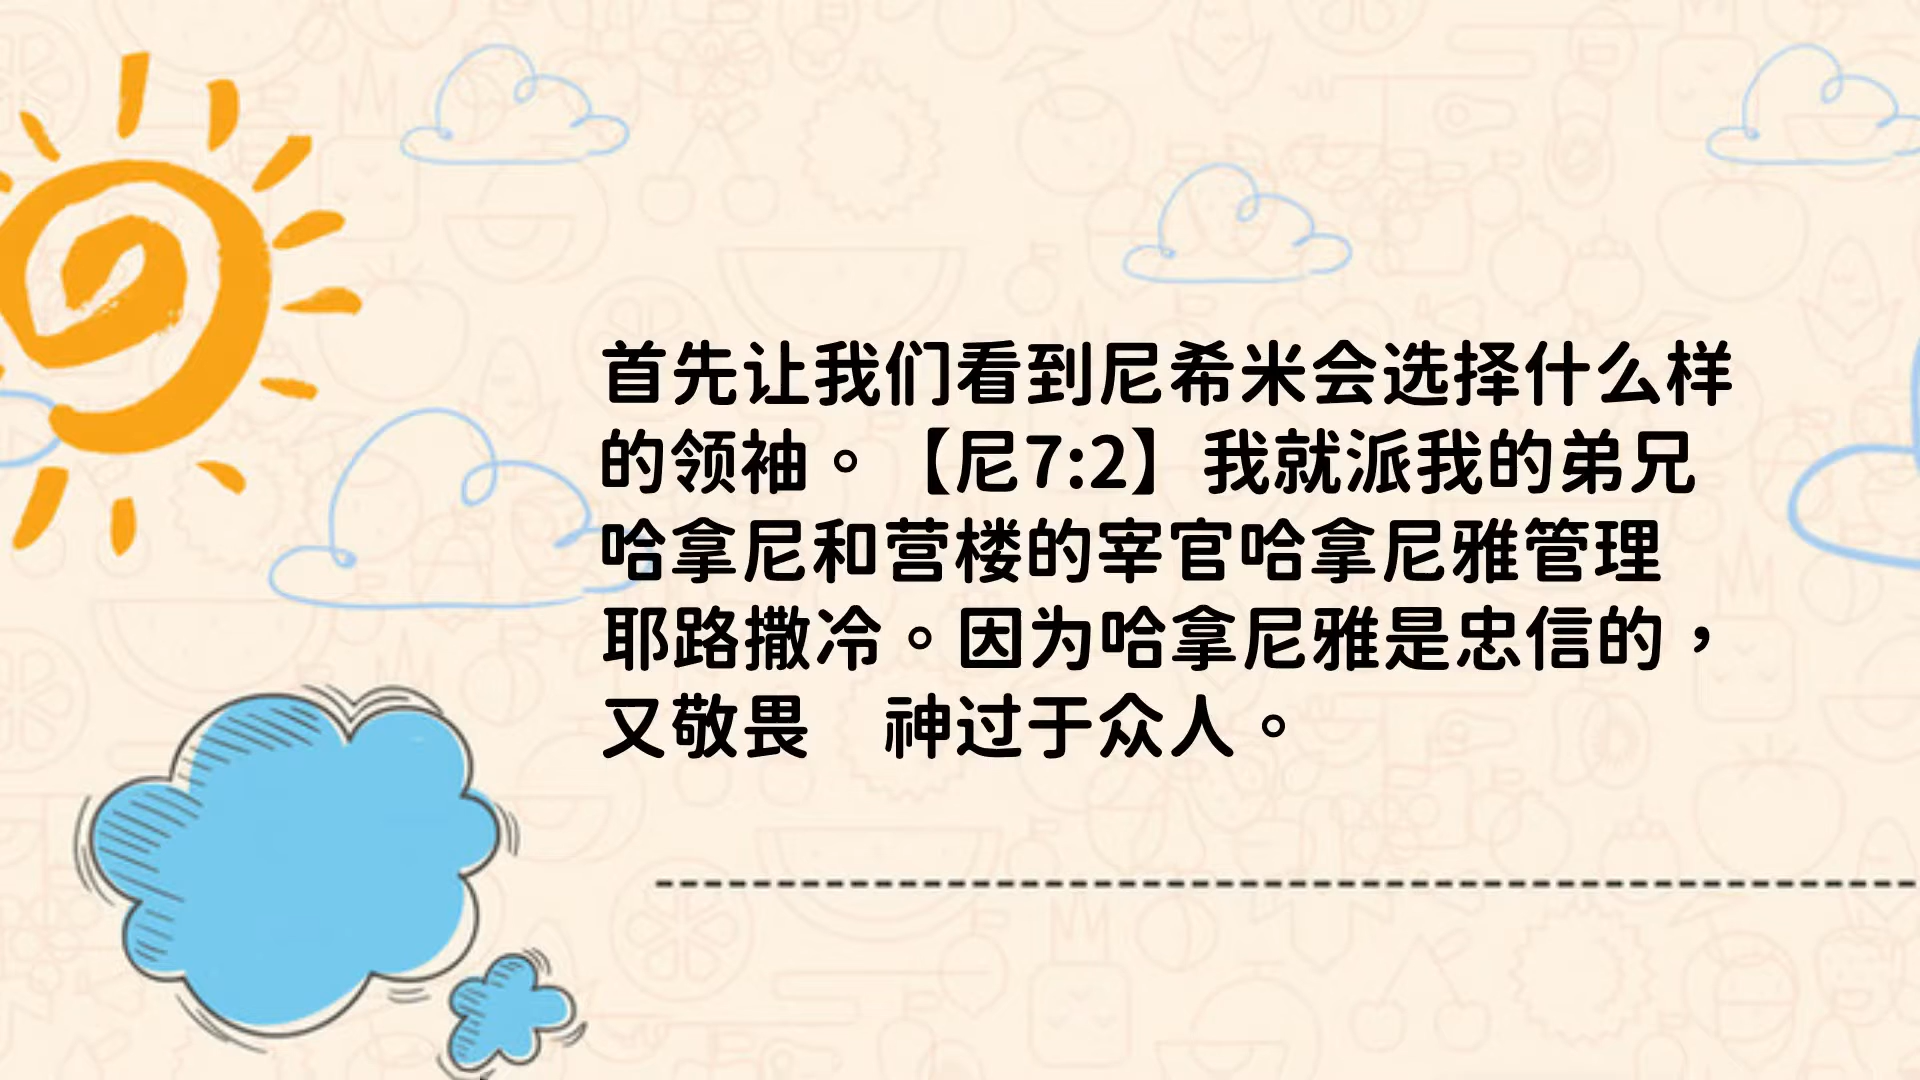 首先让我们看到尼希米会选择什么样
的领袖。【尼7:2】我就派我的弟兄
哈拿尼和营楼的宰官哈拿尼雅管理
耶路撒冷。因为哈拿尼雅是忠信的，
又敬畏　神过于众人。